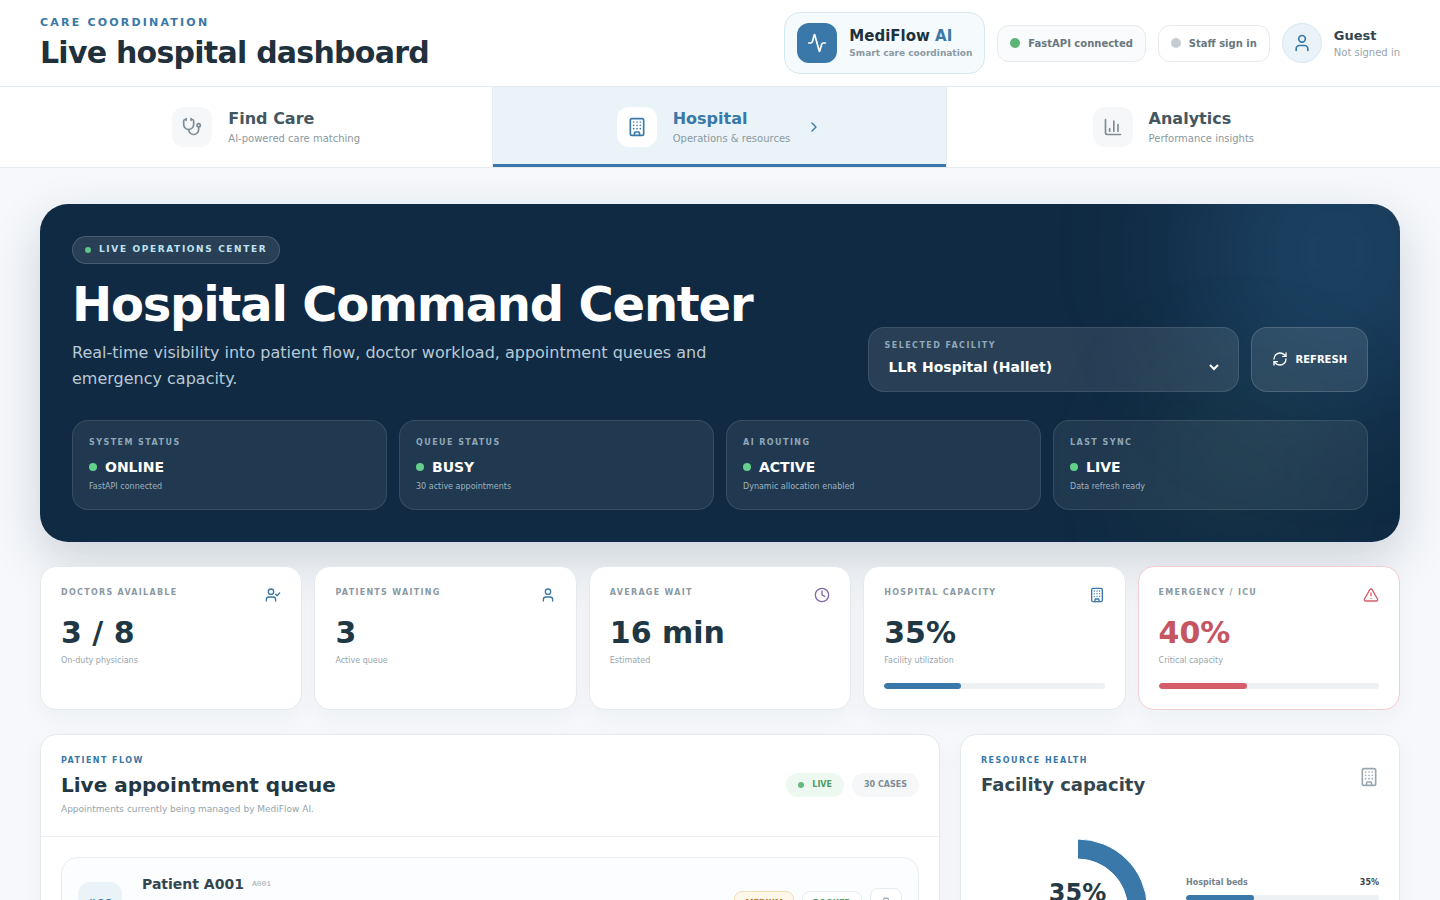 CARE COORDINATION
Live hospital dashboard
MediFlow AI
Smart care coordination
FastAPI connected
Staff sign in
Guest
Not signed in
Find Care
AI-powered care matching
Hospital
Operations & resources
Analytics
Performance insights
LIVE OPERATIONS CENTER
Hospital Command Center
Real-time visibility into patient flow, doctor workload, appointment queues and
emergency capacity.
SELECTED FACILITY
LLR Hospital (Hallet)
REFRESH
SYSTEM STATUS
ONLINE
FastAPI connected
QUEUE STATUS
BUSY
30 active appointments
AI ROUTING
ACTIVE
Dynamic allocation enabled
LAST SYNC
LIVE
Data refresh ready
DOCTORS AVAILABLE
3 / 8
On-duty physicians
PATIENTS WAITING
3
Active queue
AVERAGE WAIT
16 min
Estimated
HOSPITAL CAPACITY
35%
Facility utilization
EMERGENCY / ICU
40%
Critical capacity
PATIENT FLOW
Live appointment queue
Appointments currently being managed by MediFlow AI.
LIVE
30 CASES
Patient A001 A001
RESOURCE HEALTH
Facility capacity
35%
Hospital beds 35%